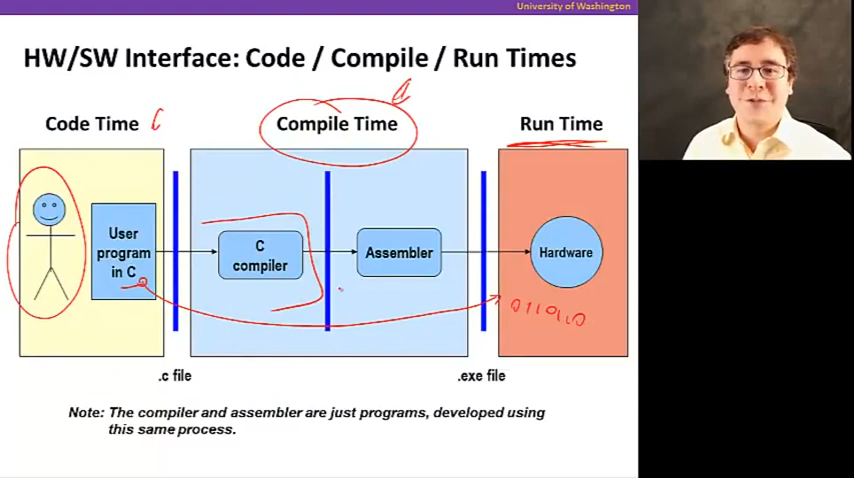 University of Washington
HW/SW Interface: Code / Compile / Run Times
Code Time
Compile Time
Run Time
User
program
in C
C
compiler
Assembler
Hardware
.c file
.exe file
Note: The compiler and assembler are just programs, developed using
this same process.